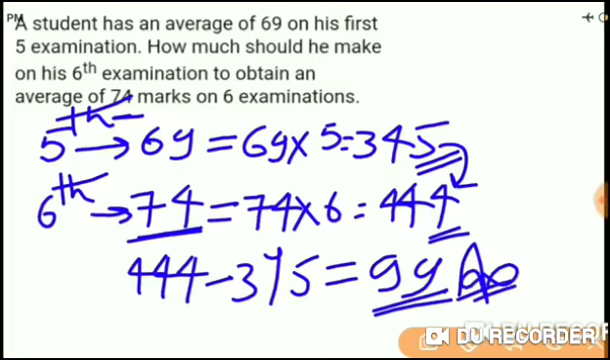 PM
A student has an average of 69 on his first
5 examination. How much should he make
on his 6th examination to obtain an
average of 74 marks on 6 examinations.
5th → 69 = 69×5=345
6th → 74 = 74×6=444
444-345=99
DU RECORDER